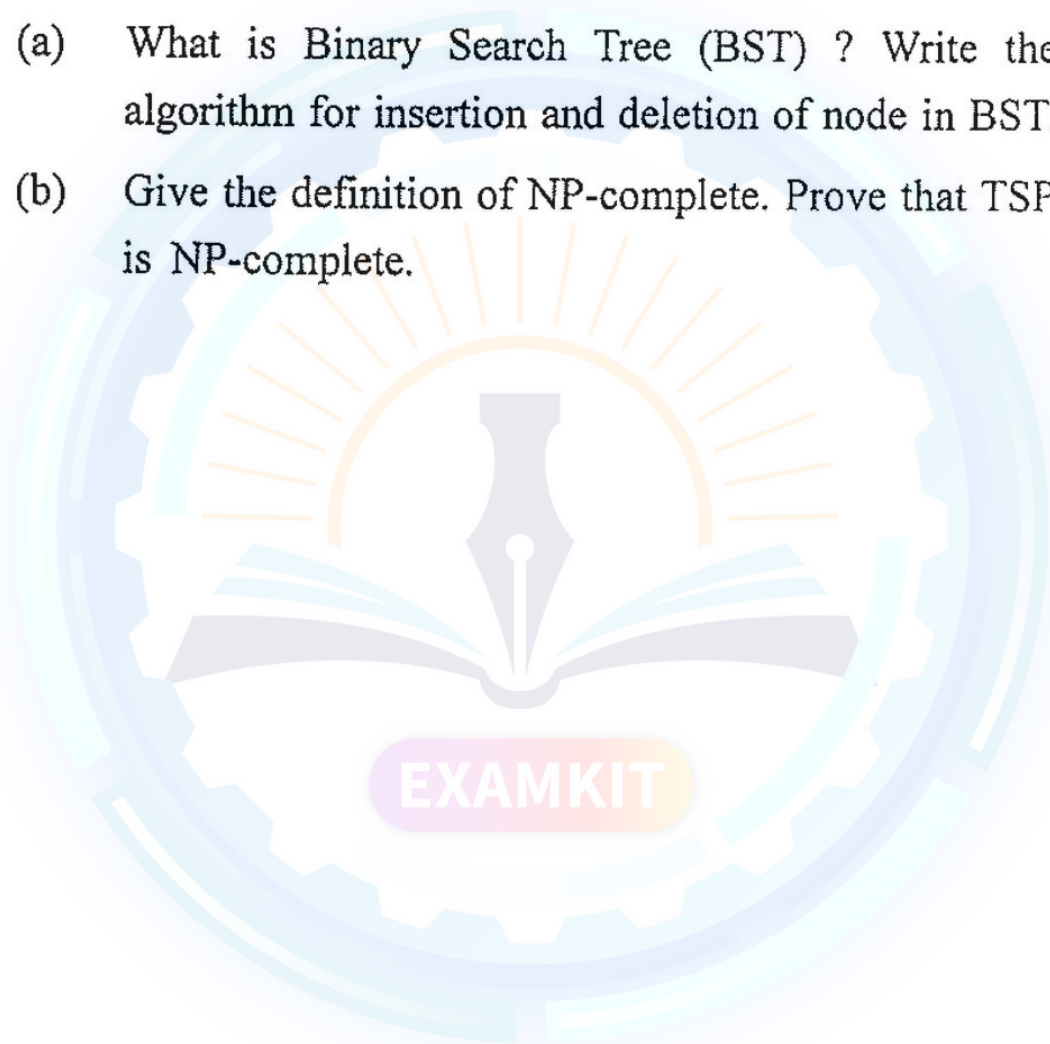 (a) What is Binary Search Tree (BST) ? Write the
algorithm for insertion and deletion of node in BST
(b) Give the definition of NP-complete. Prove that TSP
is NP-complete.
EXAMKIT